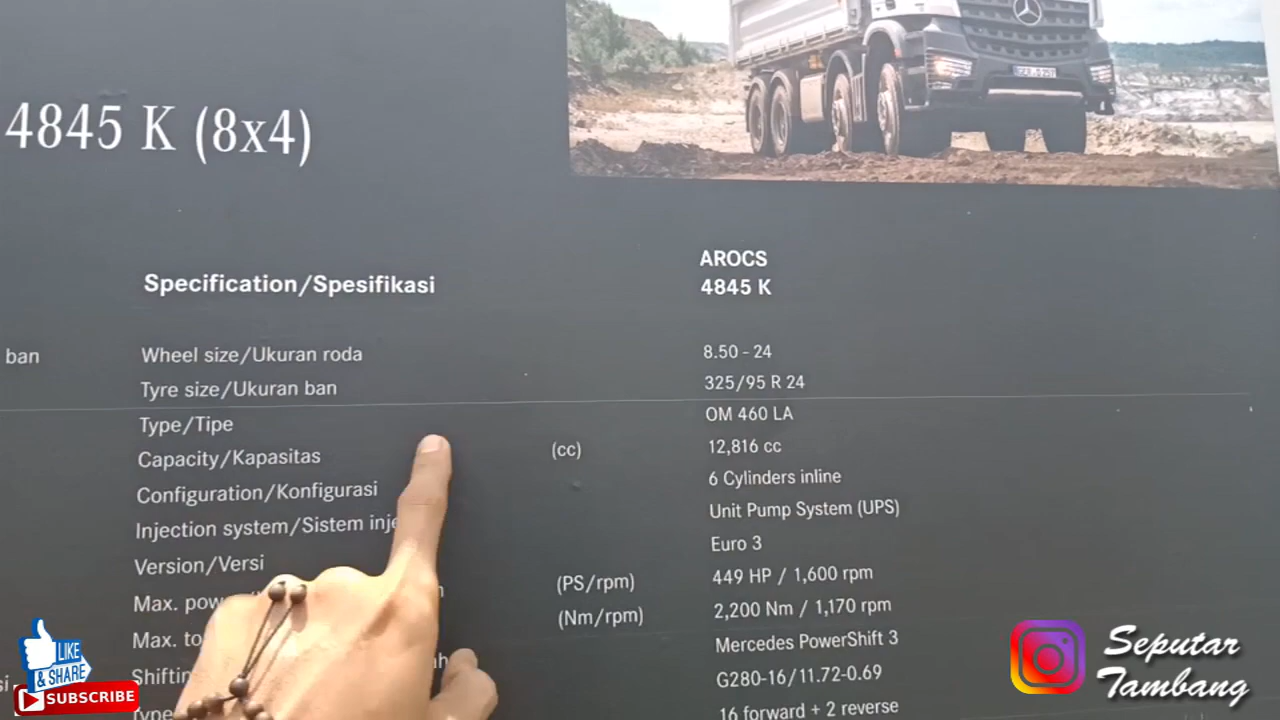 4845 K (8x4)
Specification/Spesifikasi
AROCS
4845 K
ban
Wheel size/Ukuran roda
8.50 - 24
Tyre size/Ukuran ban
325/95 R 24
Type/Tipe
OM 460 LA
Capacity/Kapasitas (cc)
12,816 cc
Configuration/Konfigurasi
6 Cylinders inline
Injection system/Sistem inje
Unit Pump System (UPS)
Version/Versi
Euro 3
Max. pow (PS/rpm)
449 HP / 1,600 rpm
Max. to (Nm/rpm)
2,200 Nm / 1,170 rpm
Shiftin
Mercedes PowerShift 3
Type
G280-16/11.72-0.69
16 forward + 2 reverse
LIKE
& SHARE
SUBSCRIBE
Seputar
Tambang